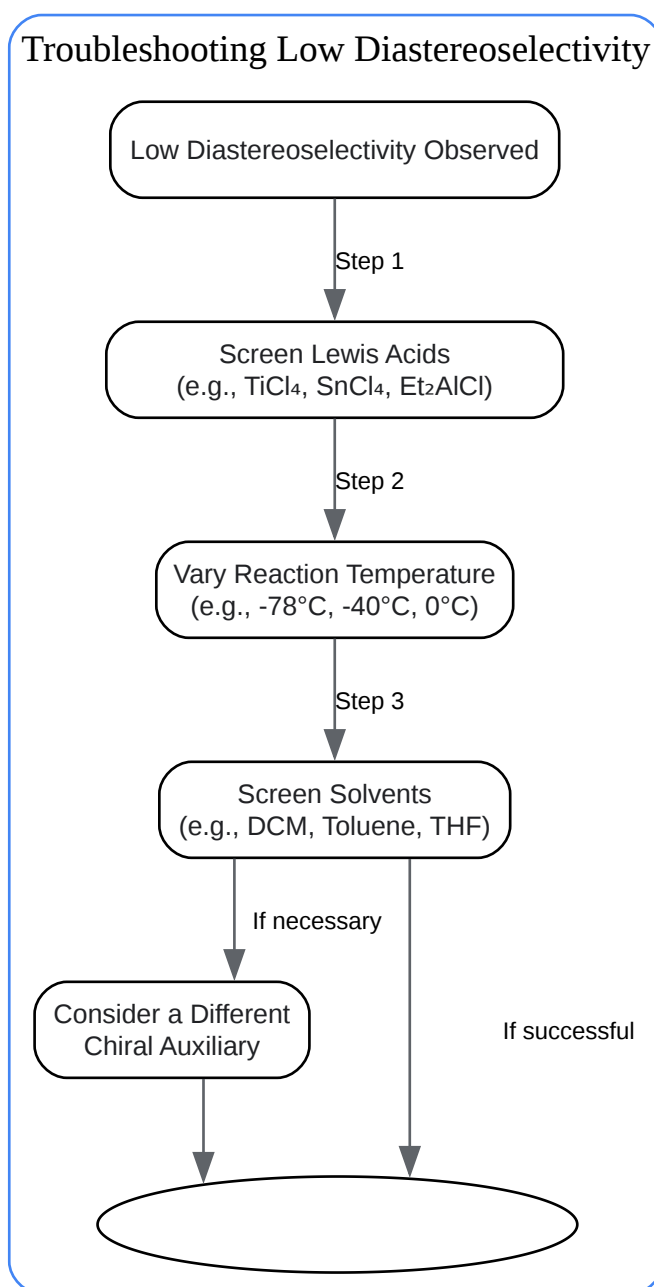 Troubleshooting Low Diastereoselectivity
Low Diastereoselectivity Observed
Step 1
Screen Lewis Acids
(e.g., TiCl₄, SnCl₄, Et₂AlCl)
Step 2
Vary Reaction Temperature
(e.g., -78°C, -40°C, 0°C)
Step 3
Screen Solvents
(e.g., DCM, Toluene, THF)
If necessary
Consider a Different
Chiral Auxiliary
If successful